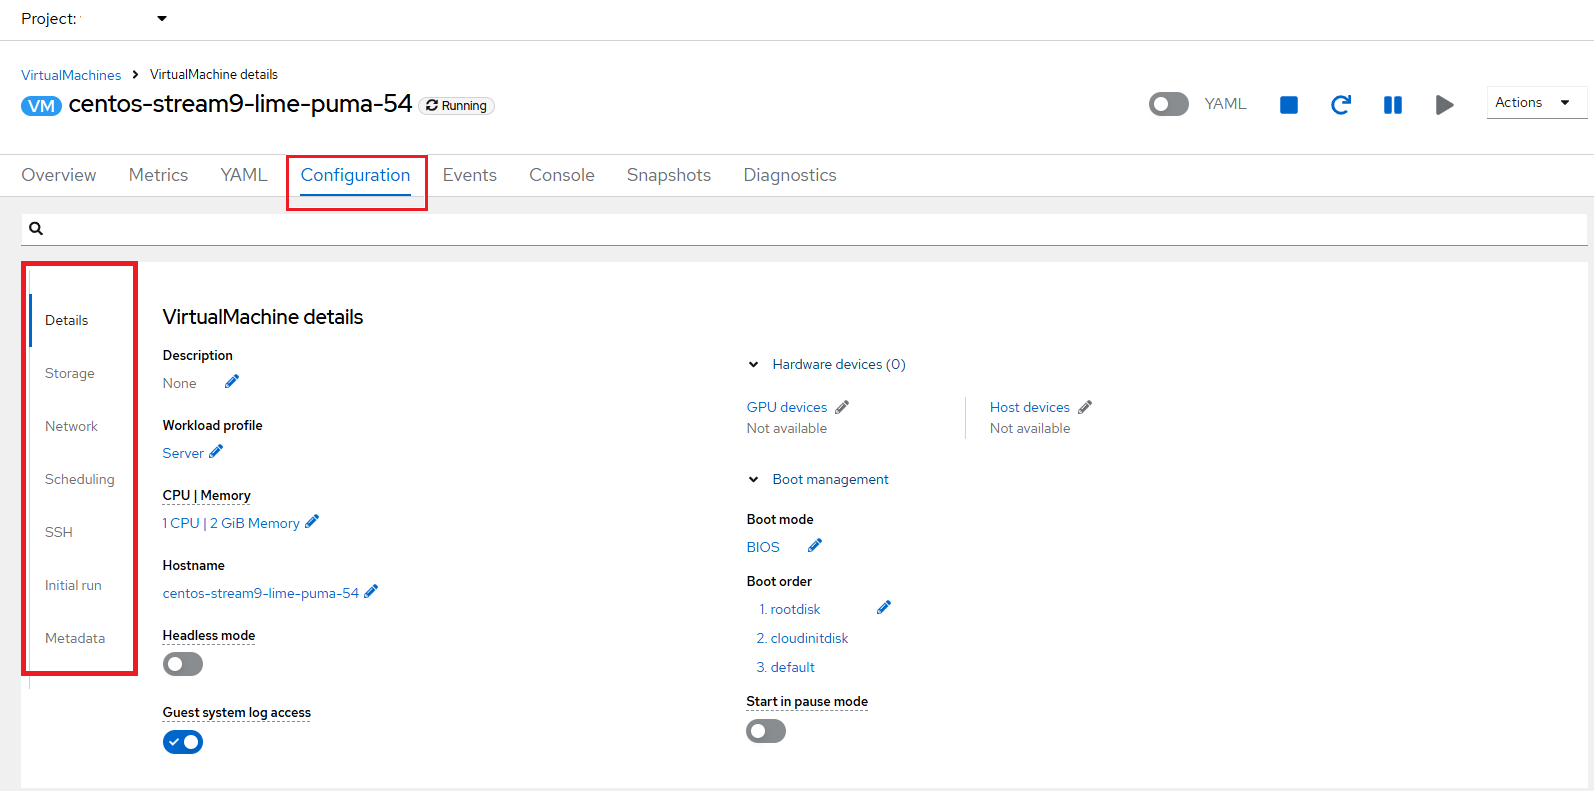 Project:
VirtualMachines > VirtualMachine details
VM centos-stream9-lime-puma-54 Running
YAML
Actions
Overview Metrics YAML Configuration Events Console Snapshots Diagnostics
Details
Storage
Network
Scheduling
SSH
Initial run
Metadata
VirtualMachine details
Description
None
Workload profile
Server
CPU | Memory
1 CPU | 2 GiB Memory
Hostname
centos-stream9-lime-puma-54
Headless mode
Guest system log access
Hardware devices (0)
GPU devices
Not available
Host devices
Not available
Boot management
Boot mode
BIOS
Boot order
1. rootdisk
2. cloudinitdisk
3. default
Start in pause mode